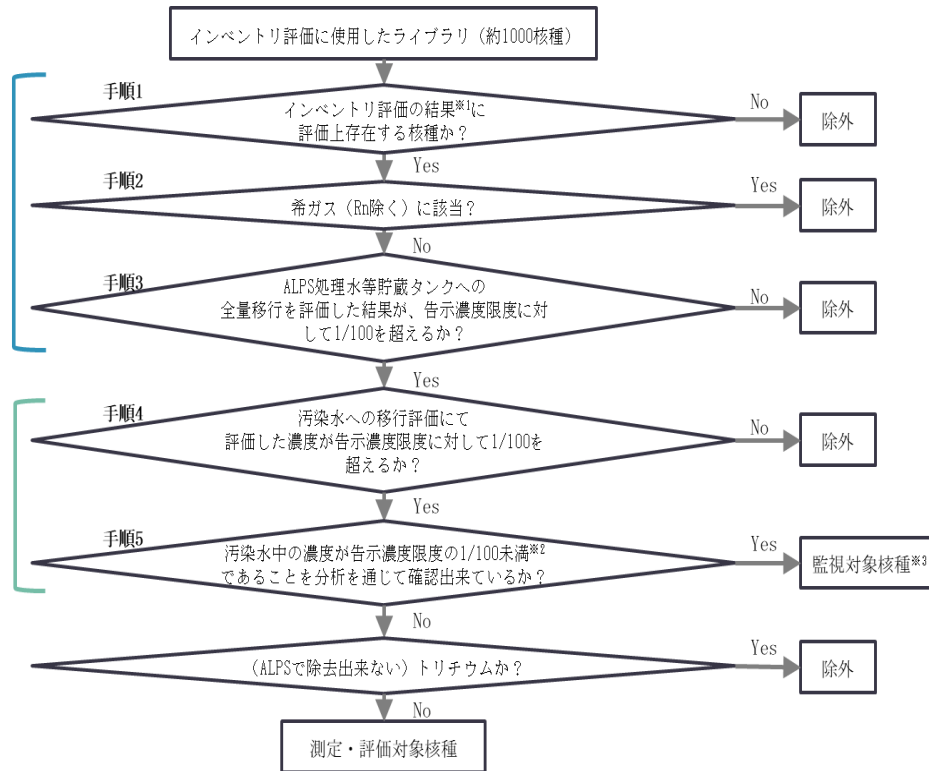 インベントリ評価に使用したライブラリ（約1000核種）
手順1
インベントリ評価の結果※1に
評価上存在する核種か？
No
除外
Yes
手順2
希ガス（Rn除く）に該当？
Yes
除外
No
手順3
ALPS処理水等貯蔵タンクへの
全量移行を評価した結果が、告示濃度限度に対
して1/100を超えるか？
No
除外
Yes
手順4
汚染水への移行評価にて
評価した濃度が告示濃度限度に対して1/100を
超えるか？
No
除外
Yes
手順5
汚染水中の濃度が告示濃度限度の1/100未満※2
であることを分析を通じて確認出来ているか？
Yes
監視対象核種※3
No
（ALPSで除去出来ない）トリチウムか？
Yes
除外
No
測定・評価対象核種